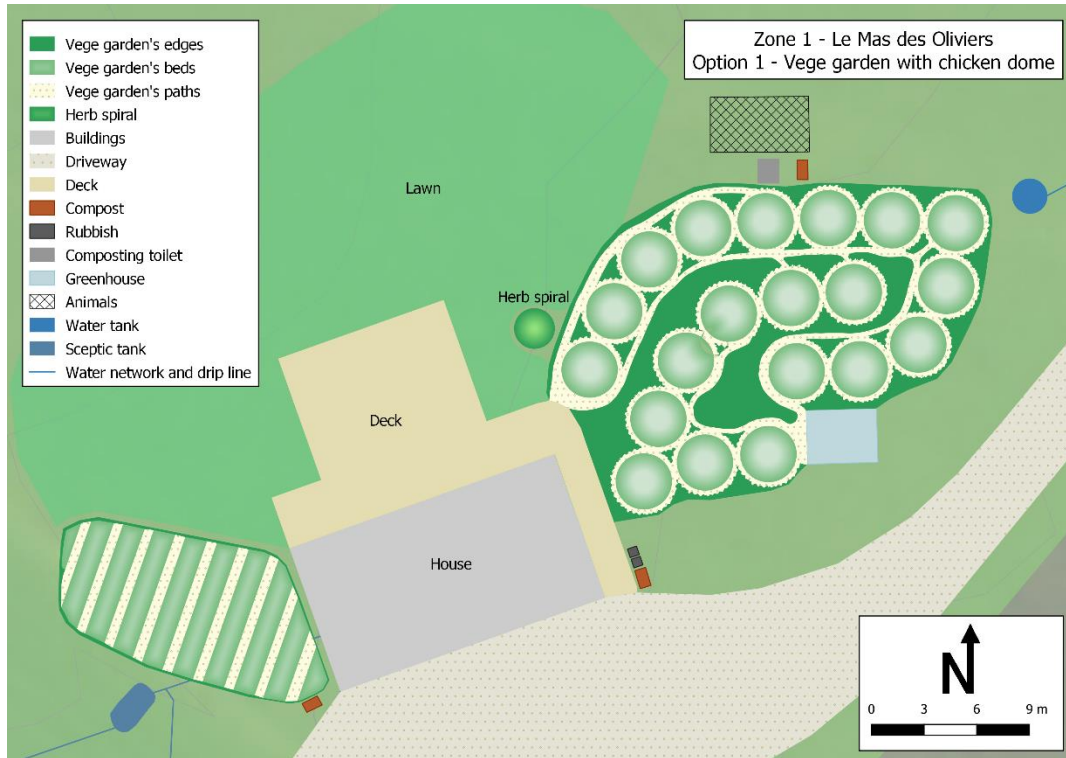 Vege garden's edges
Vege garden's beds
Vege garden's paths
Herb spiral
Buildings
Driveway
Deck
Compost
Rubbish
Composting toilet
Greenhouse
Animals
Water tank
Sceptic tank
Water network and drip line
Zone 1 - Le Mas des Oliviers
Option 1 - Vege garden with chicken dome
Lawn
Herb spiral
Deck
House
N
0 3 6 9 m